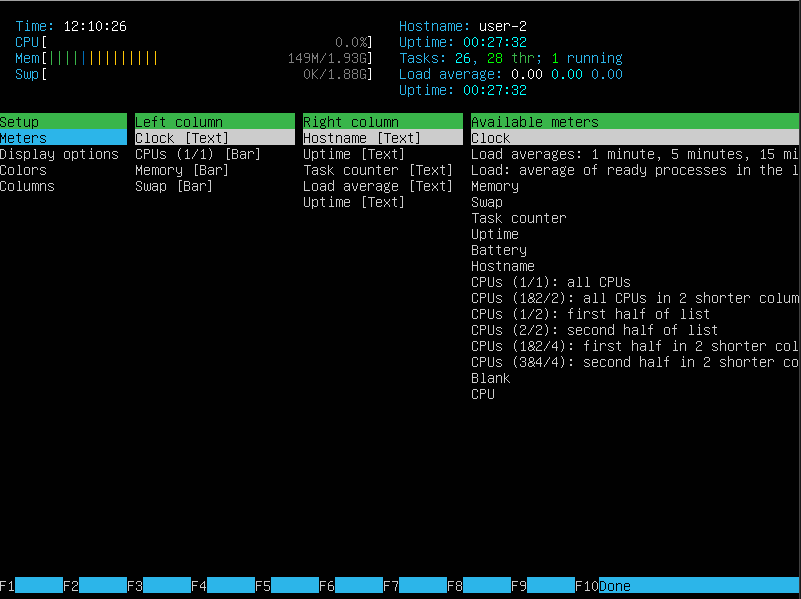 Time: 12:10:26
CPU[ 0.0%]
Mem[|||||||||||||| 149M/1.93G]
Swp[ 0K/1.88G]
Hostname: user-2
Uptime: 00:27:32
Tasks: 26, 28 thr; 1 running
Load average: 0.00 0.00 0.00
Uptime: 00:27:32
Setup
Meters
Display options
Colors
Columns
Left column
Clock [Text]
CPUs (1/1) [Bar]
Memory [Bar]
Swap [Bar]
Right column
Hostname [Text]
Uptime [Text]
Task counter [Text]
Load average [Text]
Uptime [Text]
Available meters
Clock
Load averages: 1 minute, 5 minutes, 15 mi
Load: average of ready processes in the l
Memory
Swap
Task counter
Uptime
Battery
Hostname
CPUs (1/1): all CPUs
CPUs (1&2/2): all CPUs in 2 shorter colum
CPUs (1/2): first half of list
CPUs (2/2): second half of list
CPUs (1&2/4): first half in 2 shorter col
CPUs (3&4/4): second half in 2 shorter co
Blank
CPU
F1 F2 F3 F4 F5 F6 F7 F8 F9 F10Done